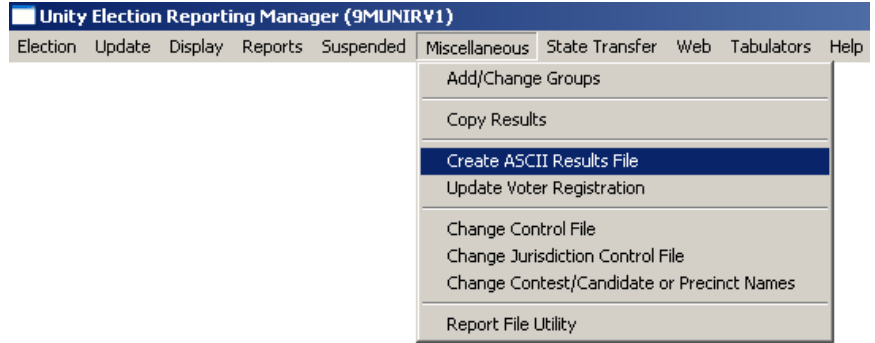 Unity Election Reporting Manager (9MUNIRV1)
Election Update Display Reports Suspended Miscellaneous State Transfer Web Tabulators Help
Add/Change Groups
Copy Results
Create ASCII Results File
Update Voter Registration
Change Control File
Change Jurisdiction Control File
Change Contest/Candidate or Precinct Names
Report File Utility